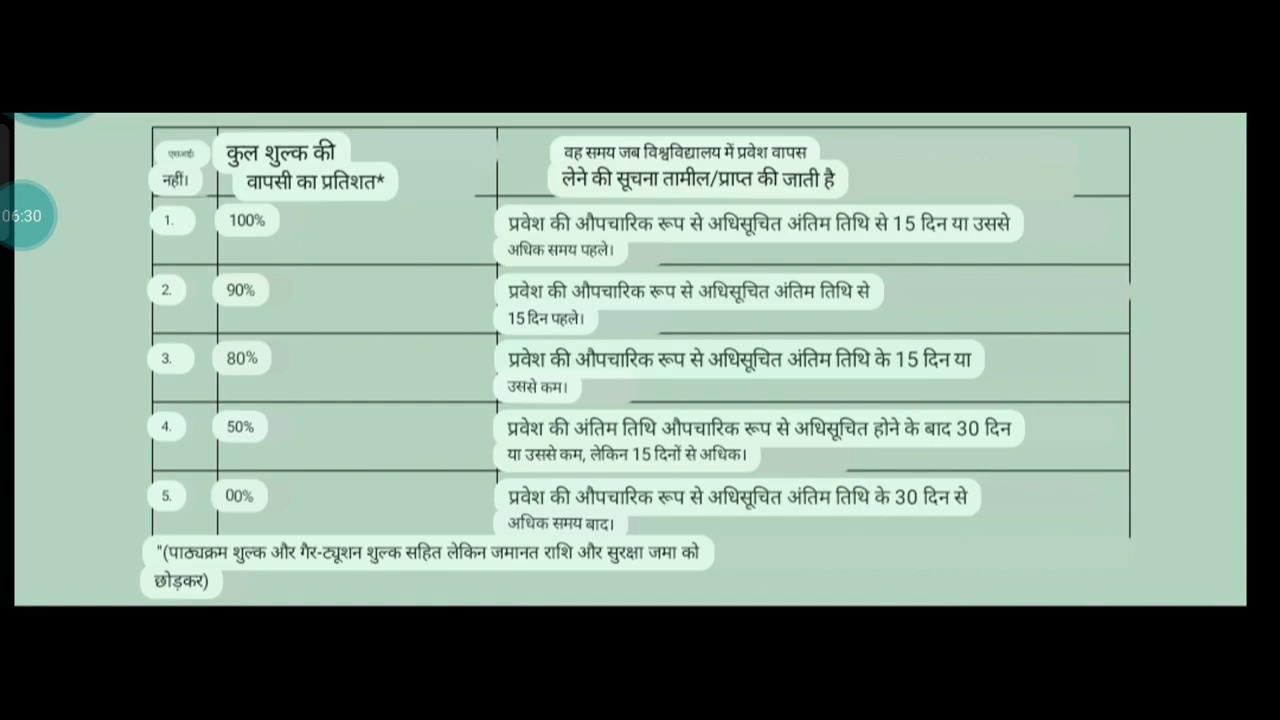 एसआई।
कुल शुल्क की
वह समय जब विश्वविद्यालय में प्रवेश वापस
नहीं।
वापसी का प्रतिशत*
लेने की सूचना तामील/प्राप्त की जाती है
1.
100%
प्रवेश की औपचारिक रूप से अधिसूचित अंतिम तिथि से 15 दिन या उससे
अधिक समय पहले।
2.
90%
प्रवेश की औपचारिक रूप से अधिसूचित अंतिम तिथि से
15 दिन पहले।
3.
80%
प्रवेश की औपचारिक रूप से अधिसूचित अंतिम तिथि के 15 दिन या
उससे कम।
4.
50%
प्रवेश की अंतिम तिथि औपचारिक रूप से अधिसूचित होने के बाद 30 दिन
या उससे कम, लेकिन 15 दिनों से अधिक।
5.
00%
प्रवेश की औपचारिक रूप से अधिसूचित अंतिम तिथि के 30 दिन से
अधिक समय बाद।
"(पाठ्यक्रम शुल्क और गैर-ट्यूशन शुल्क सहित लेकिन जमानत राशि और सुरक्षा जमा को
छोड़कर)
06:30